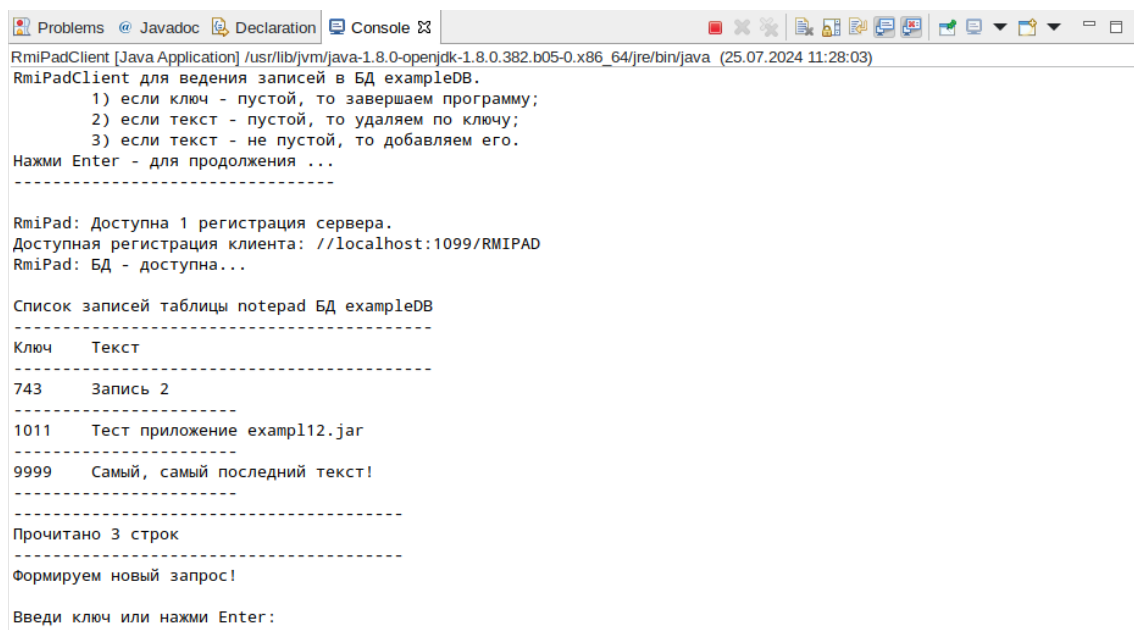 Problems @ Javadoc Declaration Console
RmiPadClient [Java Application] /usr/lib/jvm/java-1.8.0-openjdk-1.8.0.382.b05-0.x86_64/jre/bin/java (25.07.2024 11:28:03)
RmiPadClient для ведения записей в БД exampleDB.
1) если ключ - пустой, то завершаем программу;
2) если текст - пустой, то удаляем по ключу;
3) если текст - не пустой, то добавляем его.
Нажми Enter - для продолжения ...
---------------------------------
RmiPad: Доступна 1 регистрация сервера.
Доступная регистрация клиента: //localhost:1099/RMIPAD
RmiPad: БД - доступна...
Список записей таблицы notepad БД exampleDB
-------------------------------------------
Ключ Текст
-------------------------------------------
743 Запись 2
-----------------------
1011 Тест приложение exampl12.jar
-----------------------
9999 Самый, самый последний текст!
-----------------------
----------------------------------------
Прочитано 3 строк
----------------------------------------
Формируем новый запрос!
Введи ключ или нажми Enter: